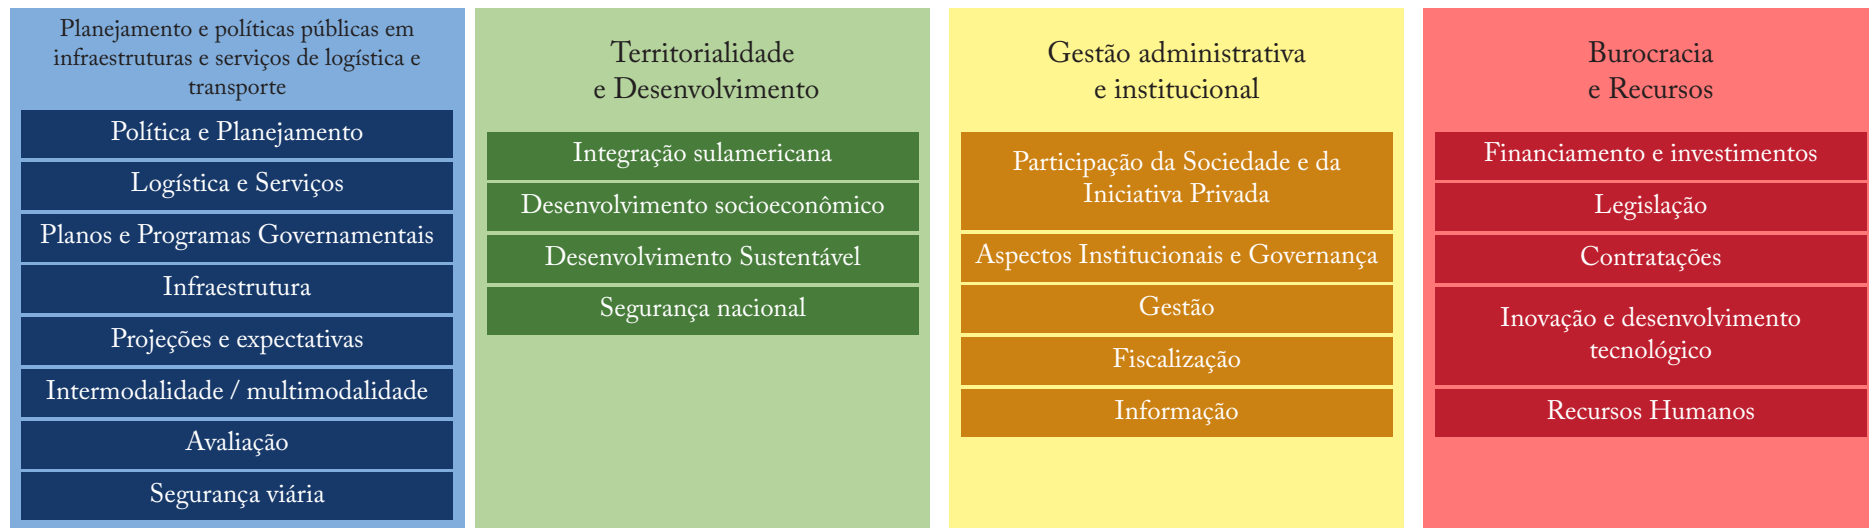 Planejamento e políticas públicas em
infraestruturas e serviços de logística e
transporte
Política e Planejamento
Logística e Serviços
Planos e Programas Governamentais
Infraestrutura
Projeções e expectativas
Intermodalidade / multimodalidade
Avaliação
Segurança viária
Territorialidade
e Desenvolvimento
Integração sulamericana
Desenvolvimento socioeconômico
Desenvolvimento Sustentável
Segurança nacional
Gestão administrativa
e institucional
Participação da Sociedade e da
Iniciativa Privada
Aspectos Institucionais e Governança
Gestão
Fiscalização
Informação
Burocracia
e Recursos
Financiamento e investimentos
Legislação
Contratações
Inovação e desenvolvimento
tecnológico
Recursos Humanos